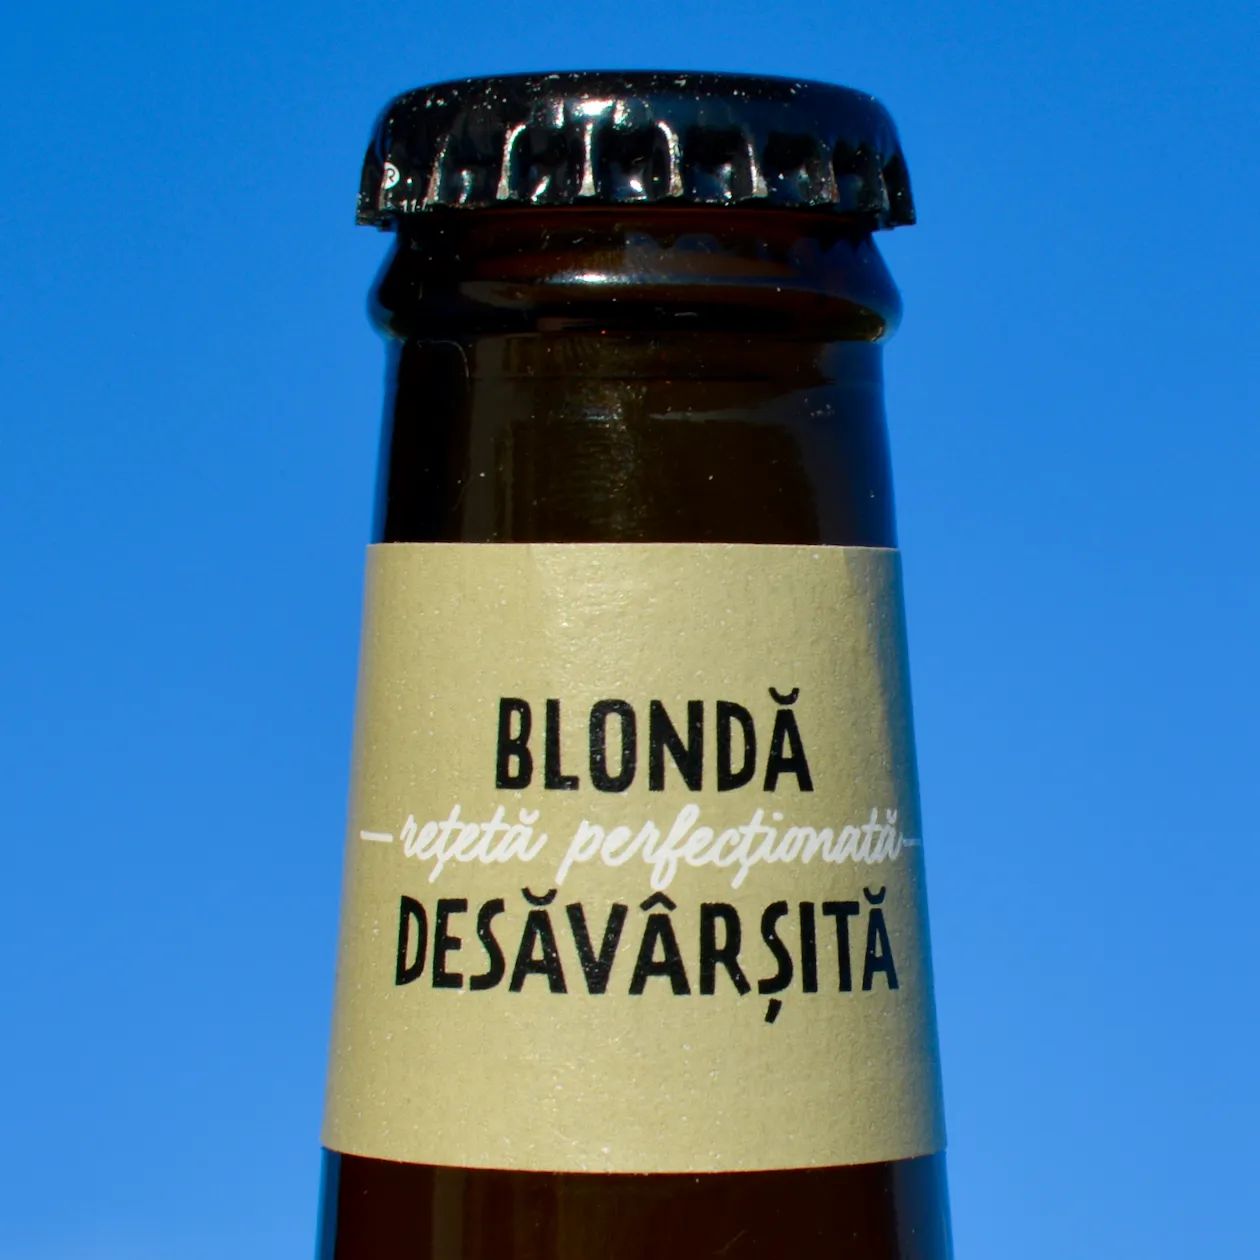 ®
BLONDĂ
rețetă perfecționată
DESĂVÂRȘITĂ